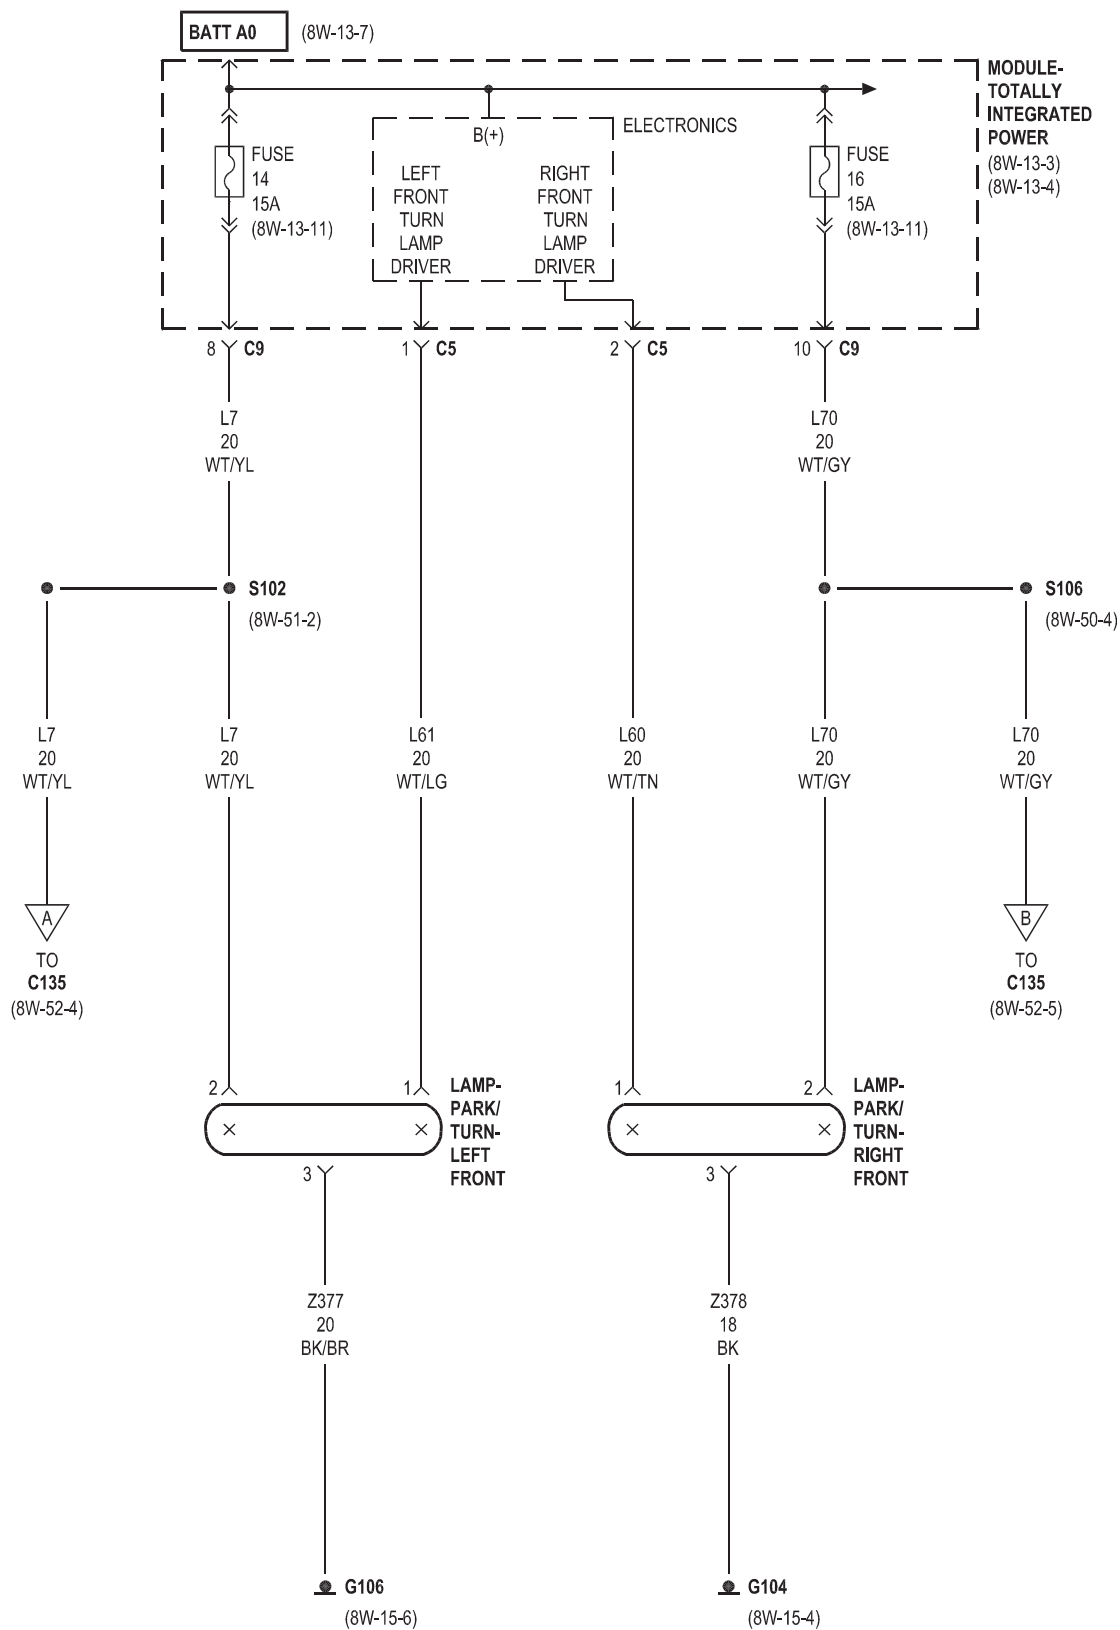 BATT A0 (8W-13-7)
MODULE-
TOTALLY
INTEGRATED
POWER
(8W-13-3)
(8W-13-4)
B(+)
ELECTRONICS
FUSE
14
15A
(8W-13-11)
LEFT
FRONT
TURN
LAMP
DRIVER
RIGHT
FRONT
TURN
LAMP
DRIVER
FUSE
16
15A
(8W-13-11)
8 C9
1 C5
2 C5
10 C9
L7
20
WT/YL
L70
20
WT/GY
S102
(8W-51-2)
S106
(8W-50-4)
L7
20
WT/YL
L7
20
WT/YL
L61
20
WT/LG
L60
20
WT/TN
L70
20
WT/GY
L70
20
WT/GY
A
TO
C135
(8W-52-4)
B
TO
C135
(8W-52-5)
2
1
LAMP-
PARK/
TURN-
LEFT
FRONT
1
2
LAMP-
PARK/
TURN-
RIGHT
FRONT
3
3
Z377
20
BK/BR
Z378
18
BK
G106
(8W-15-6)
G104
(8W-15-4)